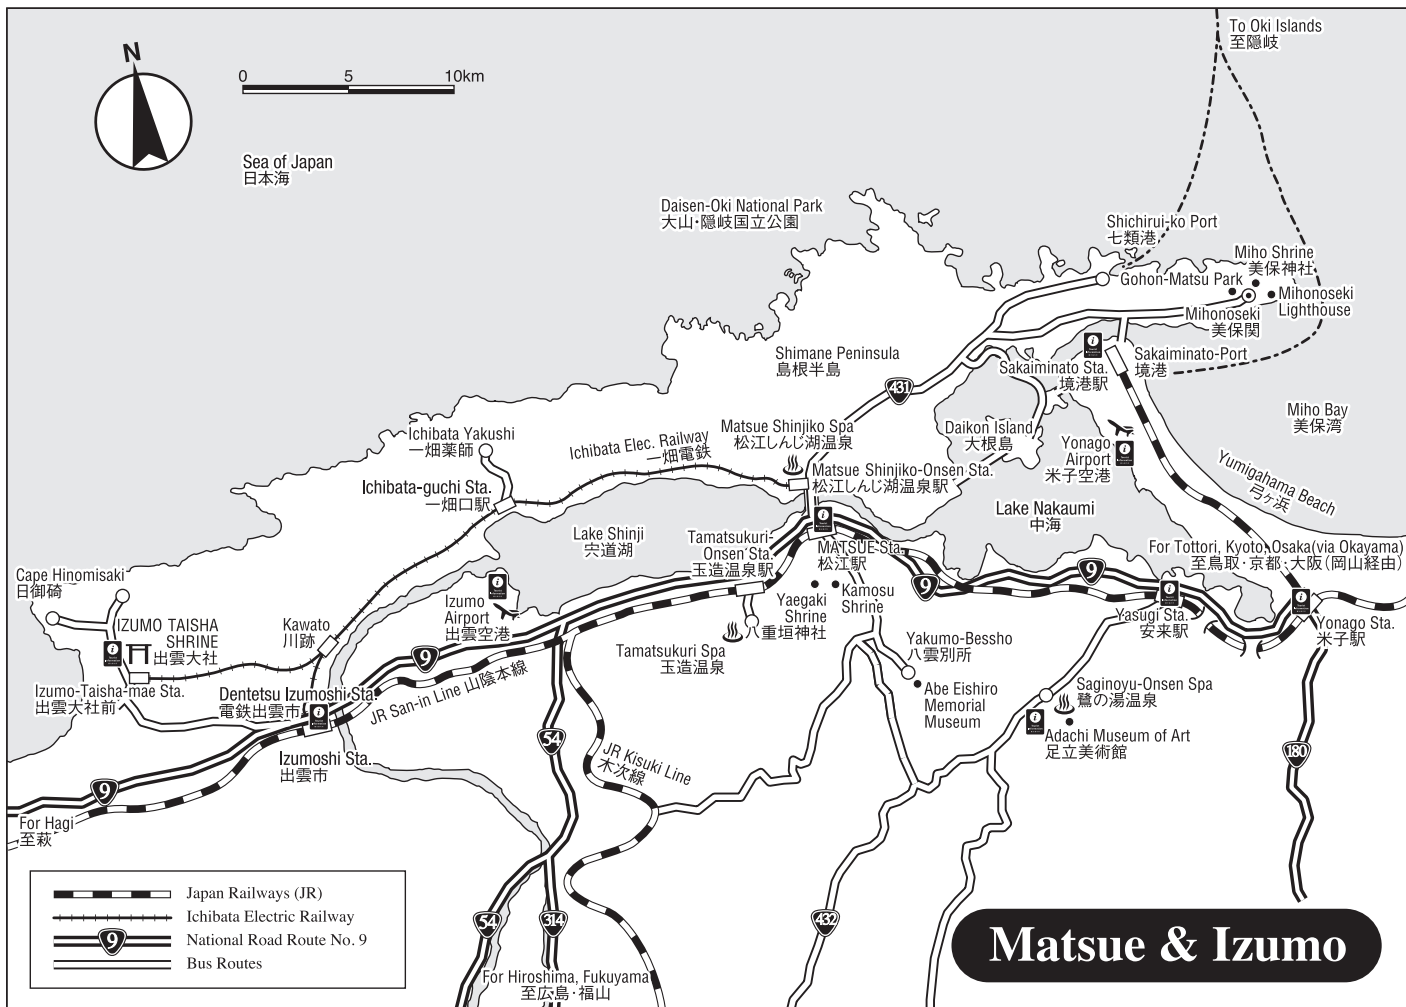 N
0 5 10km
Sea of Japan
日本海
To Oki Islands
至隠岐
Daisen-Oki National Park
大山・隠岐国立公園
Shichirui-ko Port
七類港
Miho Shrine
美保神社
Gohon-Matsu Park
Mihonoseki
Lighthouse
Mihonoseki
美保関
Shimane Peninsula
島根半島
Sakaiminato Sta.
境港駅
Sakaiminato-Port
境港
431
Miho Bay
美保湾
Ichibata Yakushi
一畑薬師
Ichibata Elec. Railway
一畑電鉄
Matsue Shinjiko Spa
松江しんじ湖温泉
Daikon Island
大根島
Yonago
Airport
米子空港
Yumigahama Beach
弓ヶ浜
Ichibata-guchi Sta.
一畑口駅
Matsue Shinjiko-Onsen Sta.
松江しんじ湖温泉駅
Lake Nakaumi
中海
Lake Shinji
宍道湖
Tamatsukuri-
Onsen Sta.
玉造温泉駅
MATSUE Sta.
松江駅
For Tottori, Kyoto, Osaka(via Okayama)
至鳥取・京都・大阪(岡山経由)
Cape Hinomisaki
日御碕
Izumo
Airport
出雲空港
Yaegaki
Shrine
八重垣神社
Kamosu
Shrine
9
9
Yasugi Sta.
安来駅
Yonago Sta.
米子駅
IZUMO TAISHA
SHRINE
出雲大社
Kawato
川跡
Tamatsukuri Spa
玉造温泉
Yakumo-Bessho
八雲別所
9
Izumo-Taisha-mae Sta.
出雲大社前
Dentetsu Izumoshi Sta.
電鉄出雲市
JR San-in Line 山陰本線
Abe Eishiro
Memorial
Museum
Saginoyu-Onsen Spa
鷺の湯温泉
Adachi Museum of Art
足立美術館
Izumoshi Sta.
出雲市
54
JR Kisuki Line
木次線
180
9
For Hagi
至萩
54
314
432
For Hiroshima, Fukuyama
至広島・福山
Japan Railways (JR)
Ichibata Electric Railway
9 National Road Route No. 9
Bus Routes
Matsue & Izumo